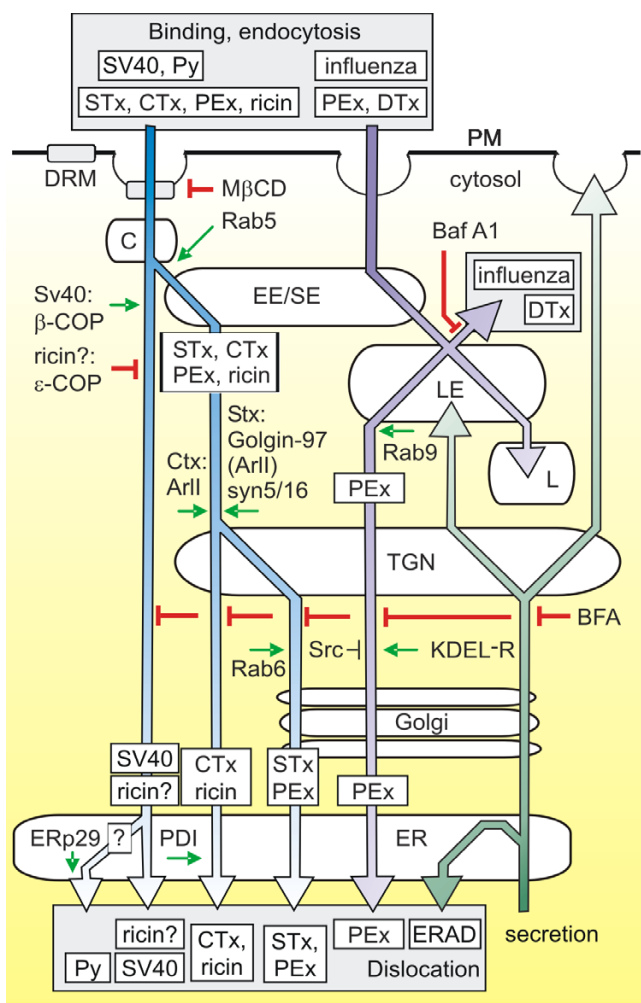 Binding, endocytosis
SV40, Py
influenza
STx, CTx, PEx, ricin
PEx, DTx
PM
DRM
cytosol
MβCD
Rab5
C
Baf A1
EE/SE
influenza
DTx
Sv40:
β-COP
ricin?:
ε-COP
STx, CTx
PEx, ricin
LE
Stx:
Golgin-97
(ArlI)
syn5/16
Ctx:
ArlI
Rab9
L
PEx
TGN
BFA
Rab6
Src
KDEL-R
Golgi
SV40
ricin?
CTx
ricin
STx
PEx
PEx
ERp29
?
PDI
ER
ricin?
SV40
Py
CTx,
ricin
STx,
PEx
PEx
ERAD
secretion
Dislocation